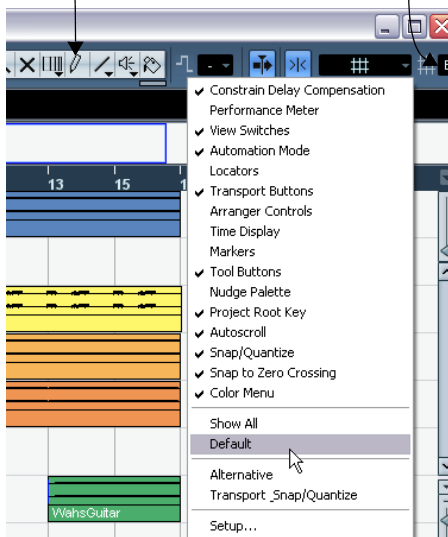 -
E
13 15 1
Constrain Delay Compensation
Performance Meter
View Switches
Automation Mode
Locators
Transport Buttons
Arranger Controls
Time Display
Markers
Tool Buttons
Nudge Palette
Project Root Key
Autoscroll
Snap/Quantize
Snap to Zero Crossing
Color Menu
Show All
Default
Alternative
Transport _Snap/Quantize
WahsGuitar
Setup...